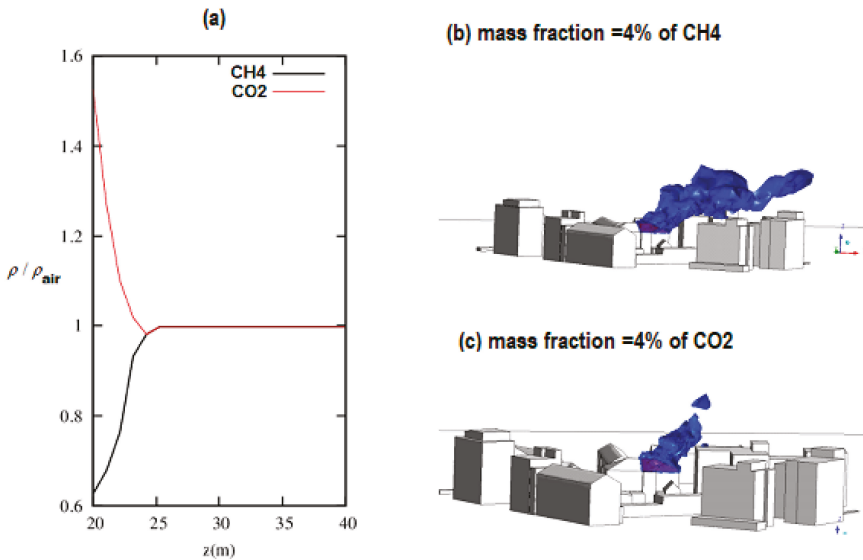 (a)
1.6
1.4
1.2
1
0.8
0.6
ρ / ρair
CH4
CO2
20
25
30
35
40
z(m)
(b) mass fraction =4% of CH4
(c) mass fraction =4% of CO2